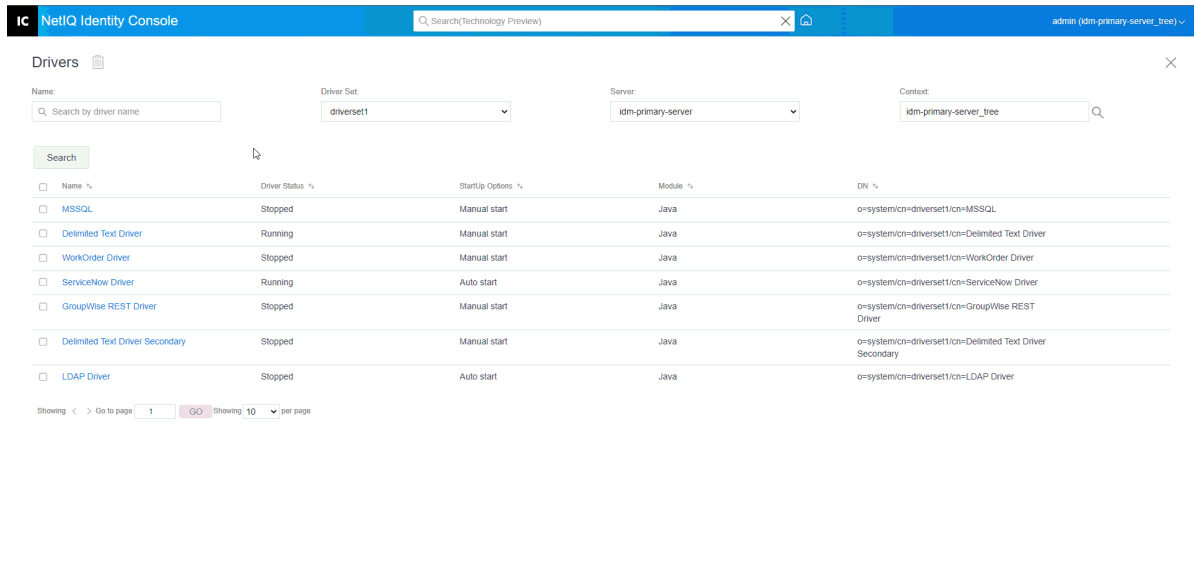 IC NetIQ Identity Console Search(Technology Preview) admin (idm-primary-server_tree)
Drivers
Name: Driver Set: Server: Context:
Search by driver name driverset1 idm-primary-server idm-primary-server_tree
Search
Name Driver Status StartUp Options Module DN
MSSQL Stopped Manual start Java o=system/cn=driverset1/cn=MSSQL
Delimited Text Driver Running Manual start Java o=system/cn=driverset1/cn=Delimited Text Driver
WorkOrder Driver Stopped Manual start Java o=system/cn=driverset1/cn=WorkOrder Driver
ServiceNow Driver Running Auto start Java o=system/cn=driverset1/cn=ServiceNow Driver
GroupWise REST Driver Stopped Manual start Java o=system/cn=driverset1/cn=GroupWise REST
Driver
Delimited Text Driver Secondary Stopped Manual start Java o=system/cn=driverset1/cn=Delimited Text Driver
Secondary
LDAP Driver Stopped Auto start Java o=system/cn=driverset1/cn=LDAP Driver
Showing < > Go to page 1 GO Showing 10 per page